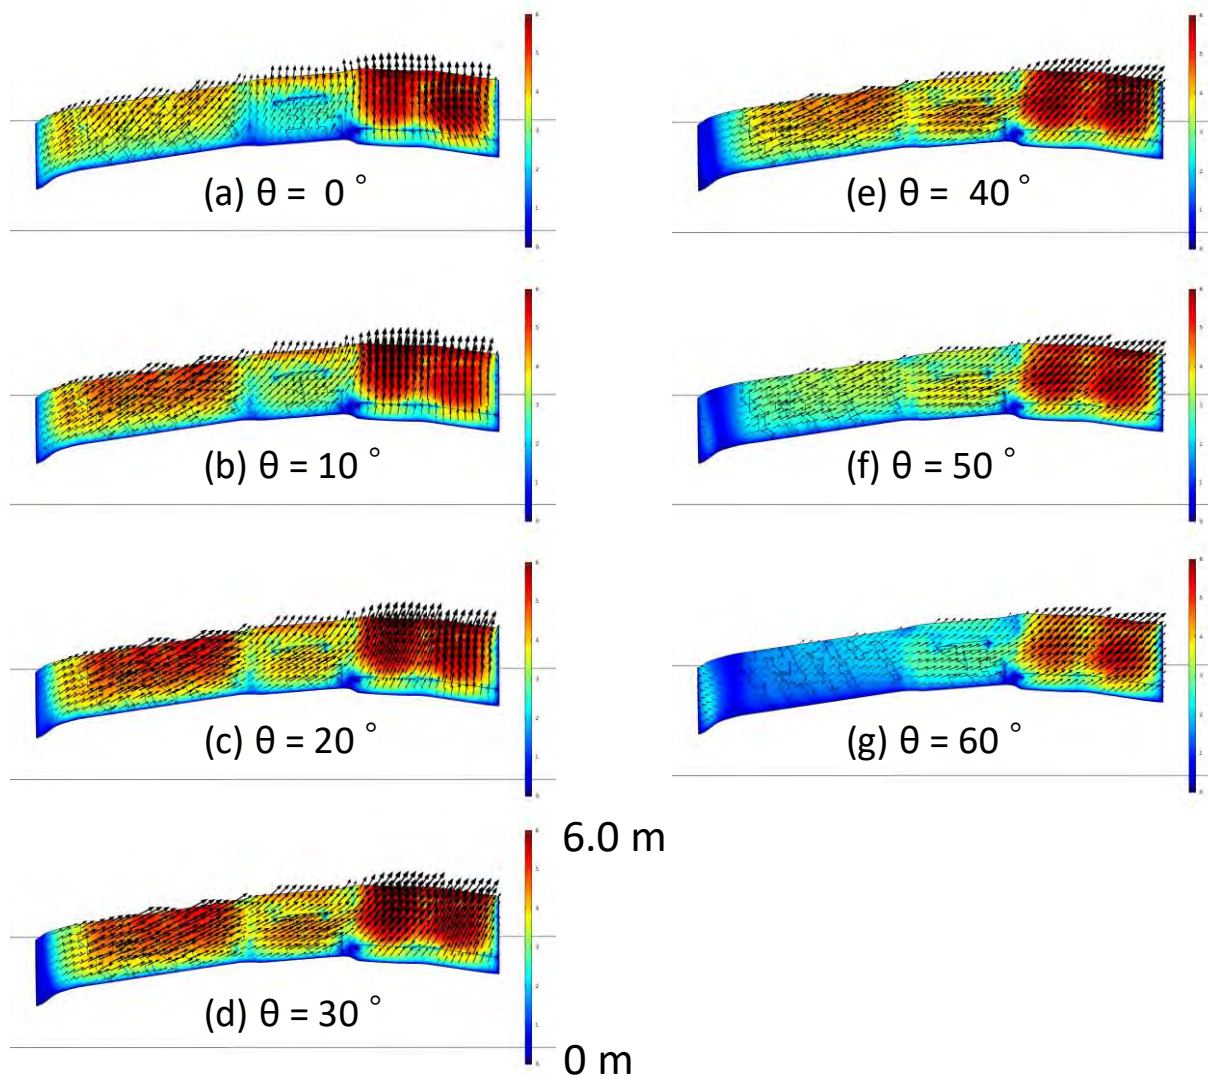 (a) θ = 0 °
(b) θ = 10 °
(c) θ = 20 °
6.0 m
(d) θ = 30 °
0 m
(e) θ = 40 °
(f) θ = 50 °
(g) θ = 60 °